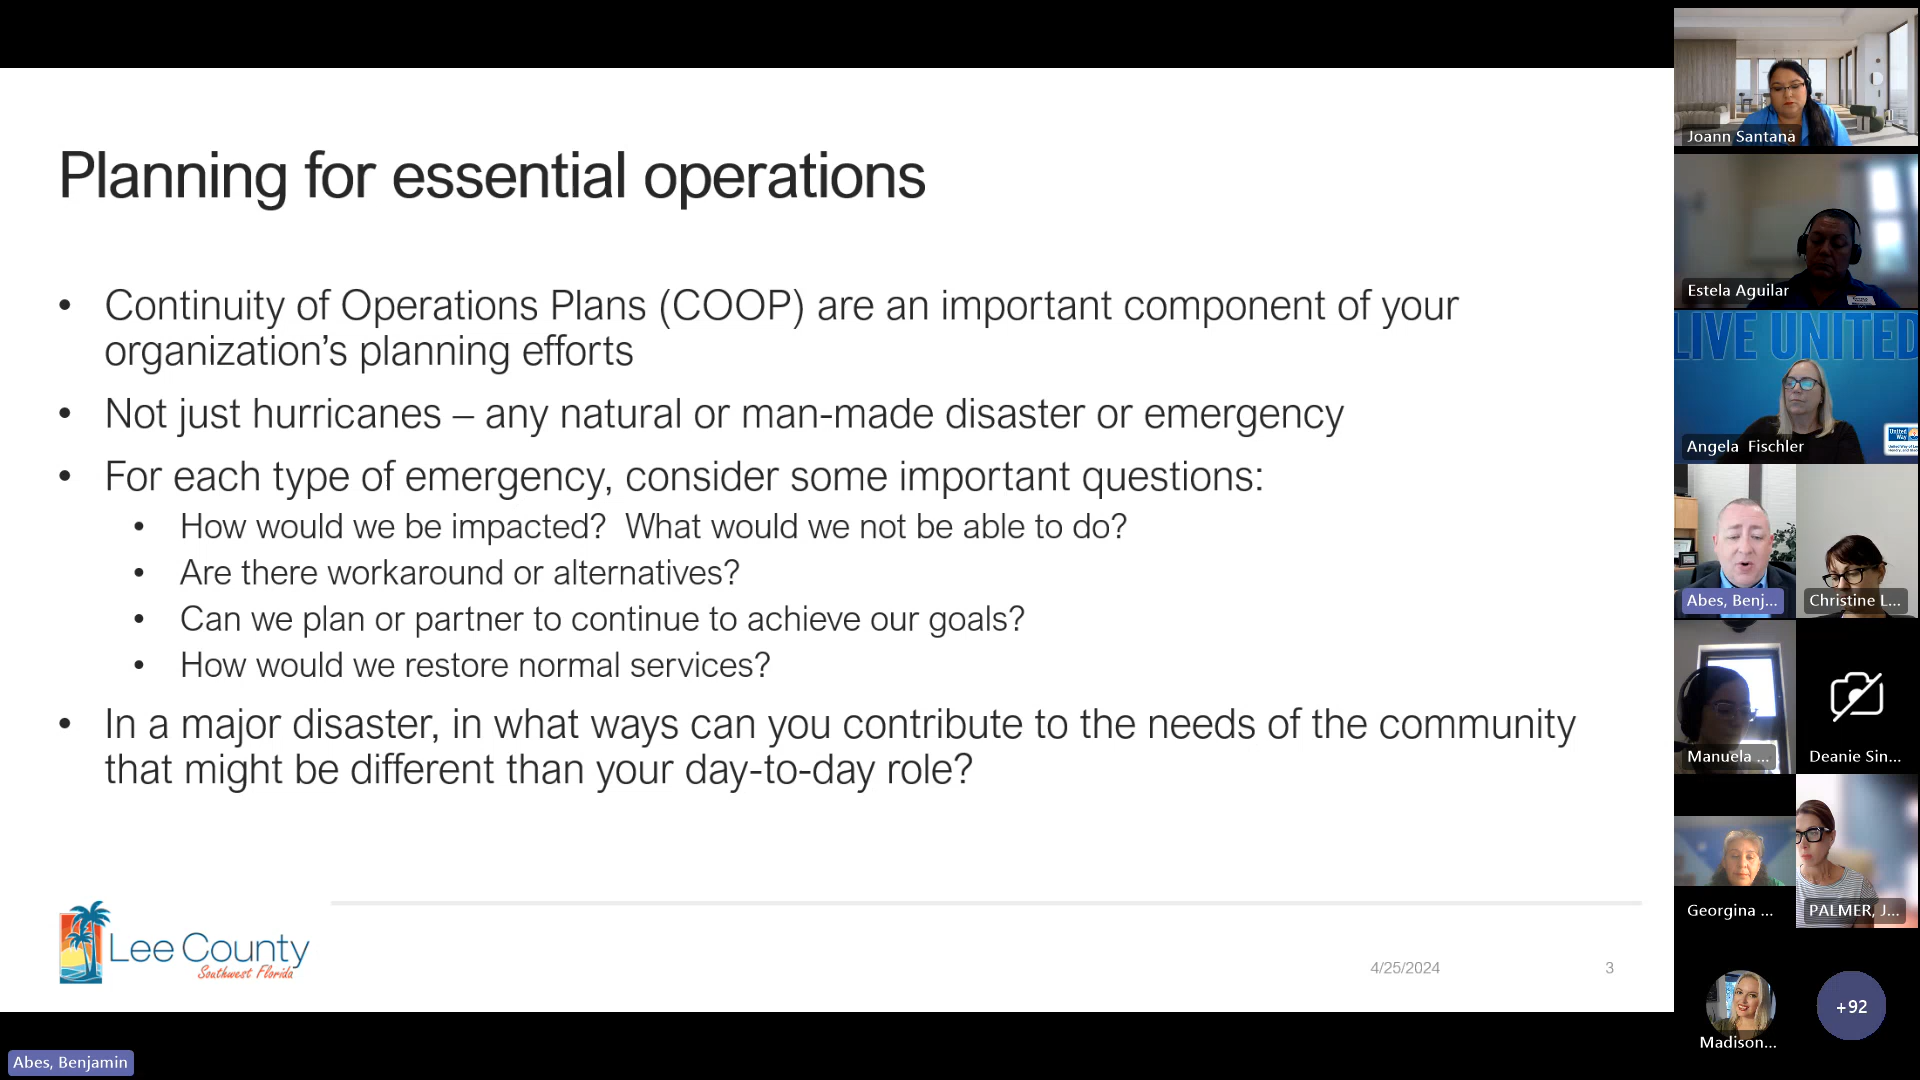 Planning for essential operations
• Continuity of Operations Plans (COOP) are an important component of your
organization’s planning efforts
• Not just hurricanes – any natural or man-made disaster or emergency
• For each type of emergency, consider some important questions:
• How would we be impacted?  What would we not be able to do?
• Are there workaround or alternatives?
• Can we plan or partner to continue to achieve our goals?
• How would we restore normal services?
• In a major disaster, in what ways can you contribute to the needs of the community
that might be different than your day-to-day role?
Lee County
Southwest Florida
4/25/2024
3
Abes, Benjamin
Joann Santana
Estela Aguilar
LIVE UNITED
United
Way
Angela Fischler
Abes, Benj...
Christine L...
Manuela ...
Deanie Sin...
Georgina ...
PALMER, J...
Madison...
+92